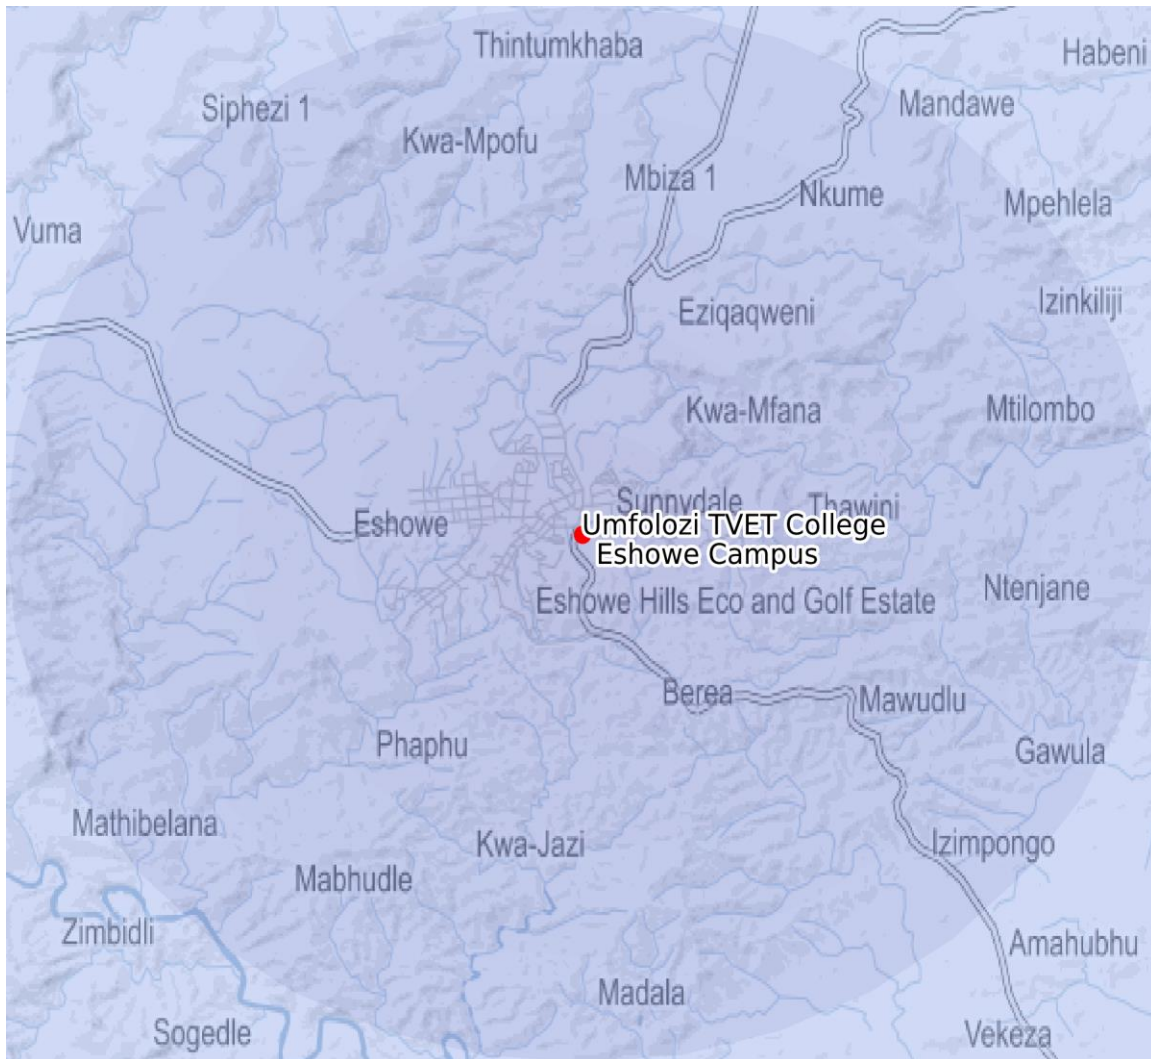 Thintumkhaba
Habeni
Siphezi 1
Mandawe
Kwa-Mpofu
Mbiza 1
Nkume
Mpehlela
Vuma
Izinkiliji
Eziqaqweni
Kwa-Mfana
Mtilombo
Sunnydale
Thawini
Eshowe
Umfolozi TVET College
Eshowe Campus
Ntenjane
Eshowe Hills Eco and Golf Estate
Berea
Mawudlu
Phaphu
Gawula
Mathibelana
Kwa-Jazi
Izimpongo
Mabhudle
Zimbidli
Amahubhu
Madala
Sogedle
Vekeza